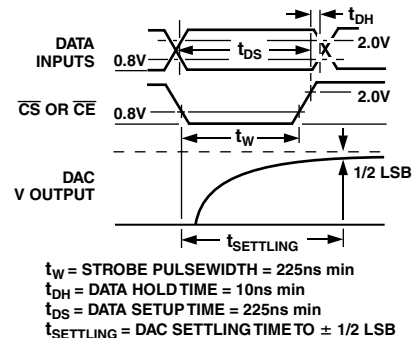 t_DH
DATA INPUTS
0.8V
t_DS
X
2.0V
C̅S̅ OR C̅E̅
0.8V
2.0V
t_W
DAC
V OUTPUT
1/2 LSB
t_SETTLING
t_W = STROBE PULSEWIDTH = 225ns min
t_DH = DATA HOLD TIME = 10ns min
t_DS = DATA SETUP TIME = 225ns min
t_SETTLING = DAC SETTLING TIME TO ± 1/2 LSB